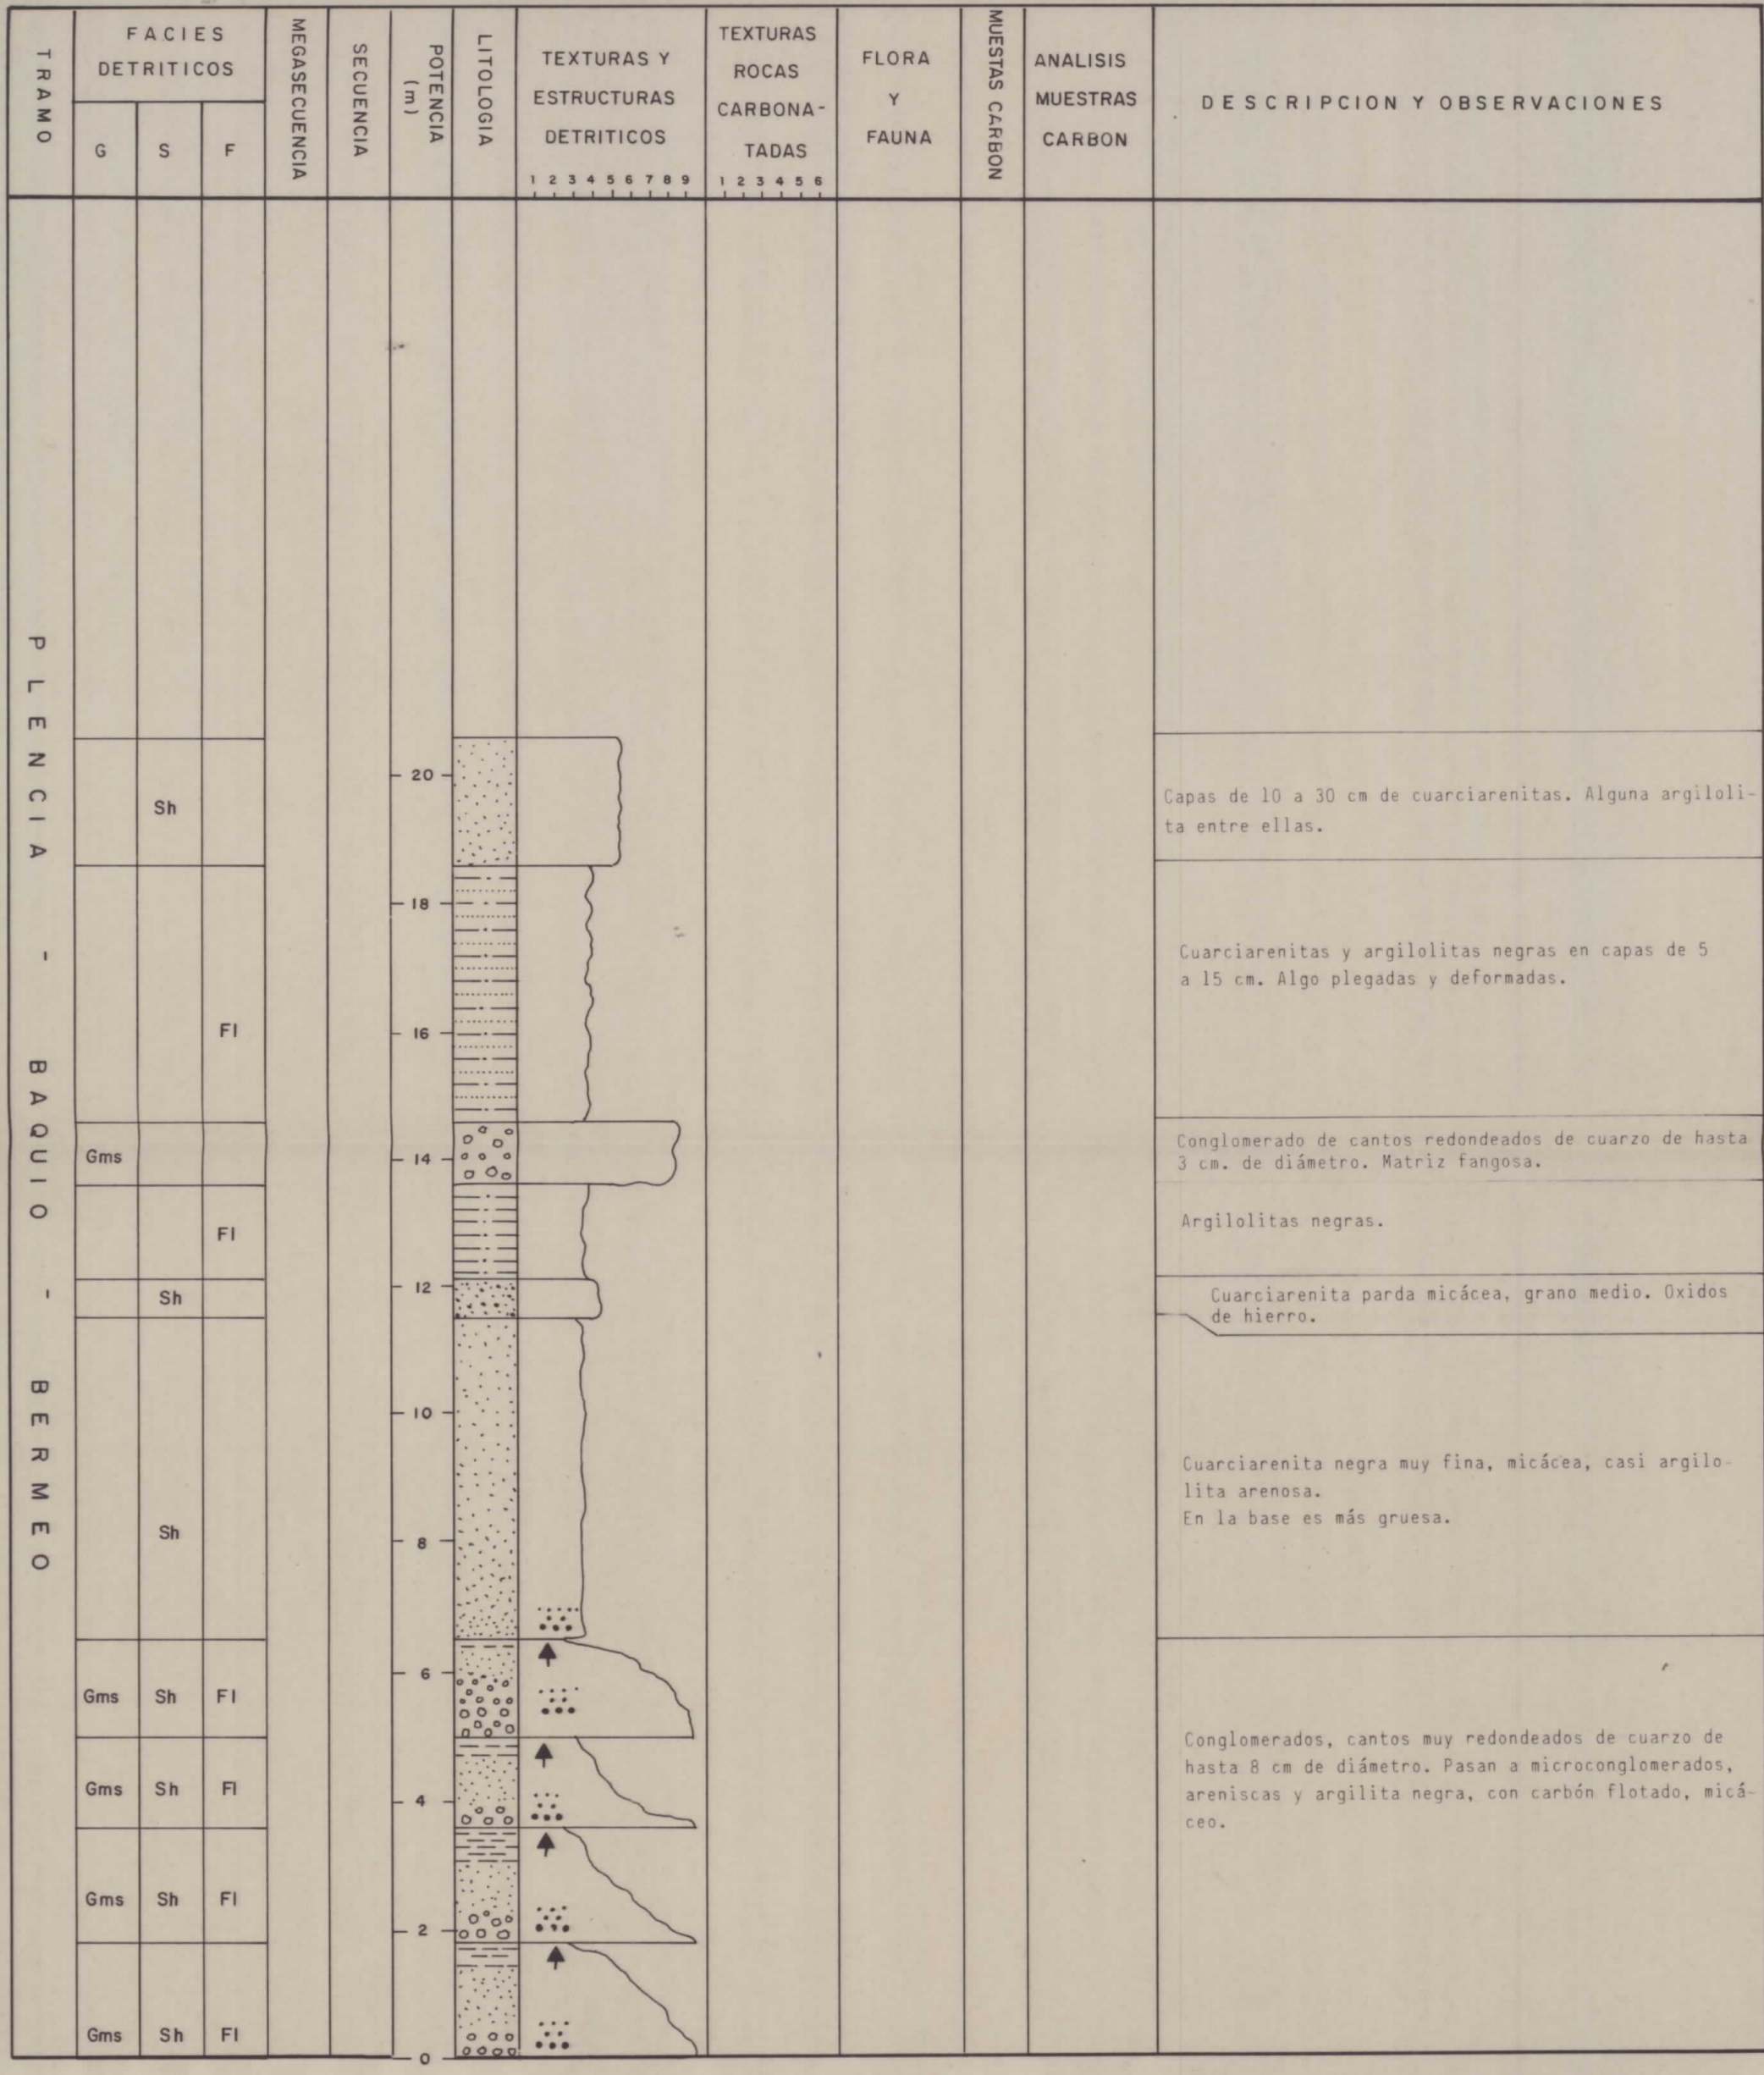 TRAMO
FACIES
DETRITICOS
G S F
MEGASECUENCIA
SECUENCIA
POTENCIA
(m)
LITOLOGIA
TEXTURAS Y
ESTRUCTURAS
DETRITICOS
1 2 3 4 5 6 7 8 9
TEXTURAS
ROCAS
CARBONA-
TADAS
1 2 3 4 5 6
FLORA
Y
FAUNA
MUESTAS CARBON
ANALISIS
MUESTRAS
CARBON
DESCRIPCION Y OBSERVACIONES
PLENCIA - BAQUIO - BERMEO
20
Sh
Capas de 10 a 30 cm de cuarciarenitas. Alguna argiloli-
ta entre ellas.
18
Cuarciarenitas y argilolitas negras en capas de 5
a 15 cm. Algo plegadas y deformadas.
Fl
16
Gms
14
Conglomerado de cantos redondeados de cuarzo de hasta
3 cm. de diámetro. Matriz fangosa.
Fl
Argilolitas negras.
12
Sh
Cuarciarenita parda micácea, grano medio. Oxidos
de hierro.
10
Cuarciarenita negra muy fina, micácea, casi argilo-
lita arenosa.
En la base es más gruesa.
Sh
8
6
Gms Sh Fl
Conglomerados, cantos muy redondeados de cuarzo de
hasta 8 cm de diámetro. Pasan a microconglomerados,
areniscas y argilita negra, con carbón flotado, micá-
ceo.
Gms Sh Fl
4
Gms Sh Fl
2
Gms Sh Fl
0